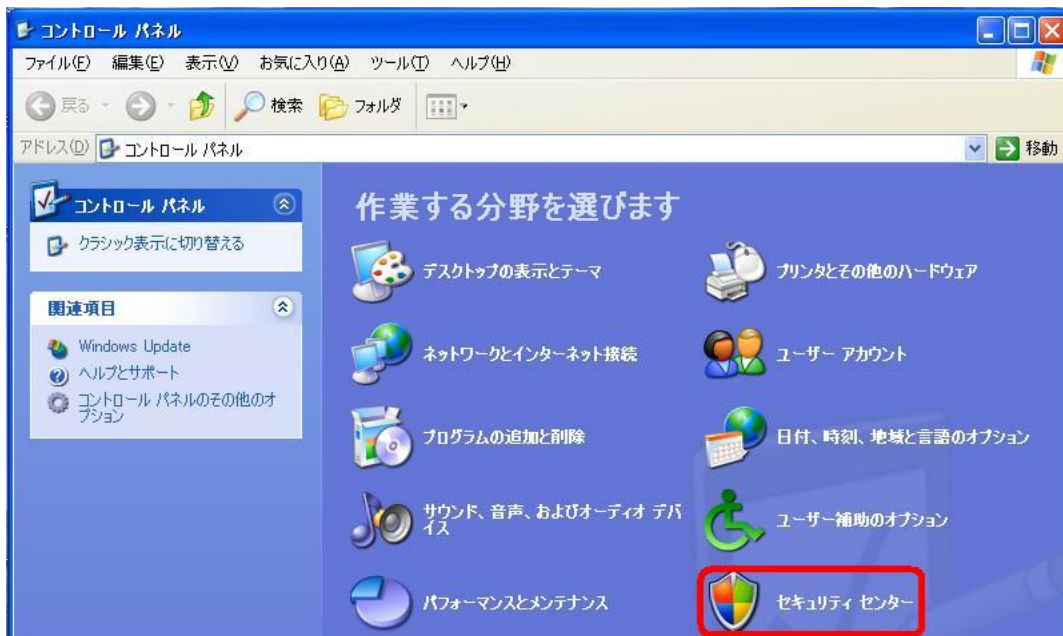 コントロール パネル
ファイル(F) 編集(E) 表示(V) お気に入り(A) ツール(T) ヘルプ(H)
戻る 検索 フォルダ
アドレス(D) コントロール パネル 移動
コントロール パネル
クラシック表示に切り替える
関連項目
Windows Update
ヘルプとサポート
コントロール パネルのその他のオ
プション
作業する分野を選びます
デスクトップの表示とテーマ
プリンタとその他のハードウェア
ネットワークとインターネット接続
ユーザー アカウント
プログラムの追加と削除
日付、時刻、地域と言語のオプション
サウンド、音声、およびオーディオ デバ
イス
ユーザー補助のオプション
パフォーマンスとメンテナンス
セキュリティ センター